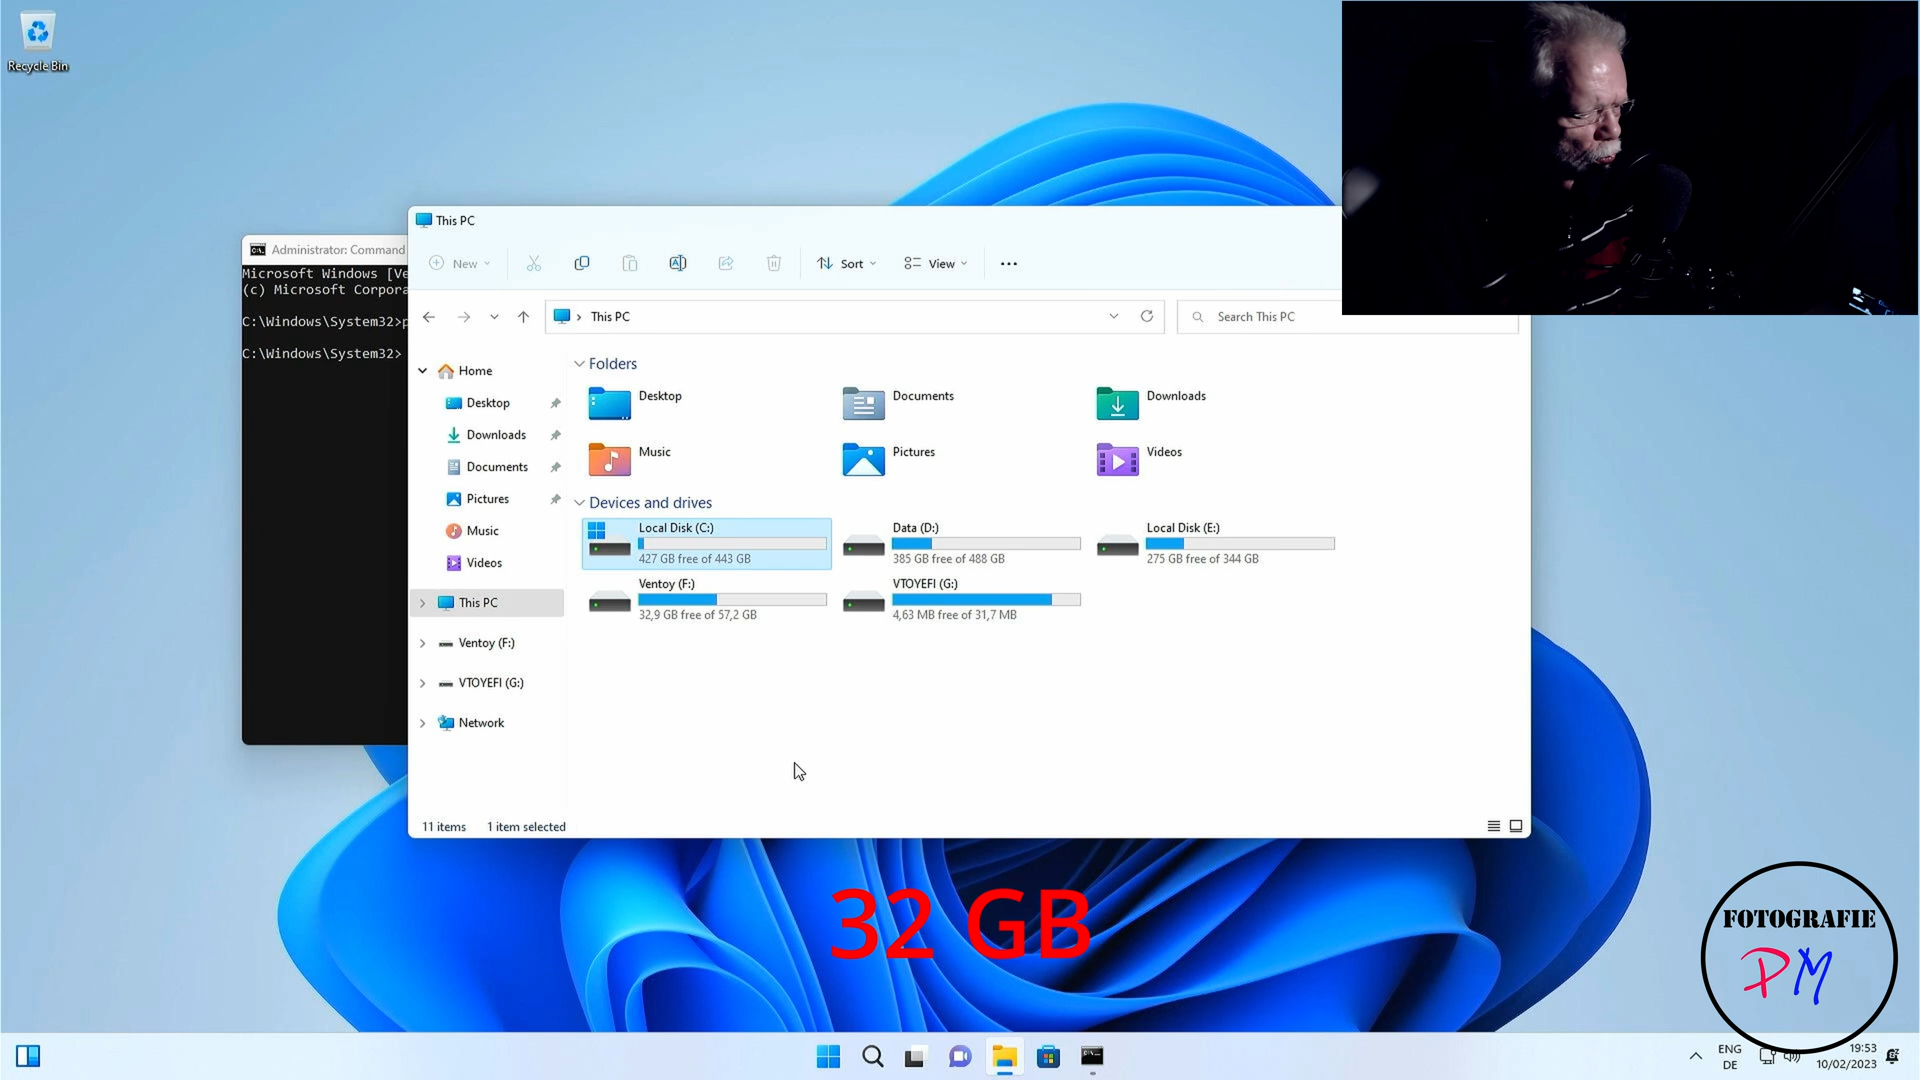 Recycle Bin
Administrator: Command
Microsoft Windows [Ve
(c) Microsoft Corpora
C:\Windows\System32>p
C:\Windows\System32>
This PC
New
Sort
View
This PC
Search This PC
Home
Desktop
Downloads
Documents
Pictures
Music
Videos
This PC
Ventoy (F:)
VTOYEFI (G:)
Network
Folders
Desktop
Documents
Downloads
Music
Pictures
Videos
Devices and drives
Local Disk (C:)
427 GB free of 443 GB
Data (D:)
385 GB free of 488 GB
Local Disk (E:)
275 GB free of 344 GB
Ventoy (F:)
32,9 GB free of 57,2 GB
VTOYEFI (G:)
4,63 MB free of 31,7 MB
11 items 1 item selected
32 GB
FOTOGRAFIE
PM
ENG
DE
19:53
10/02/2023